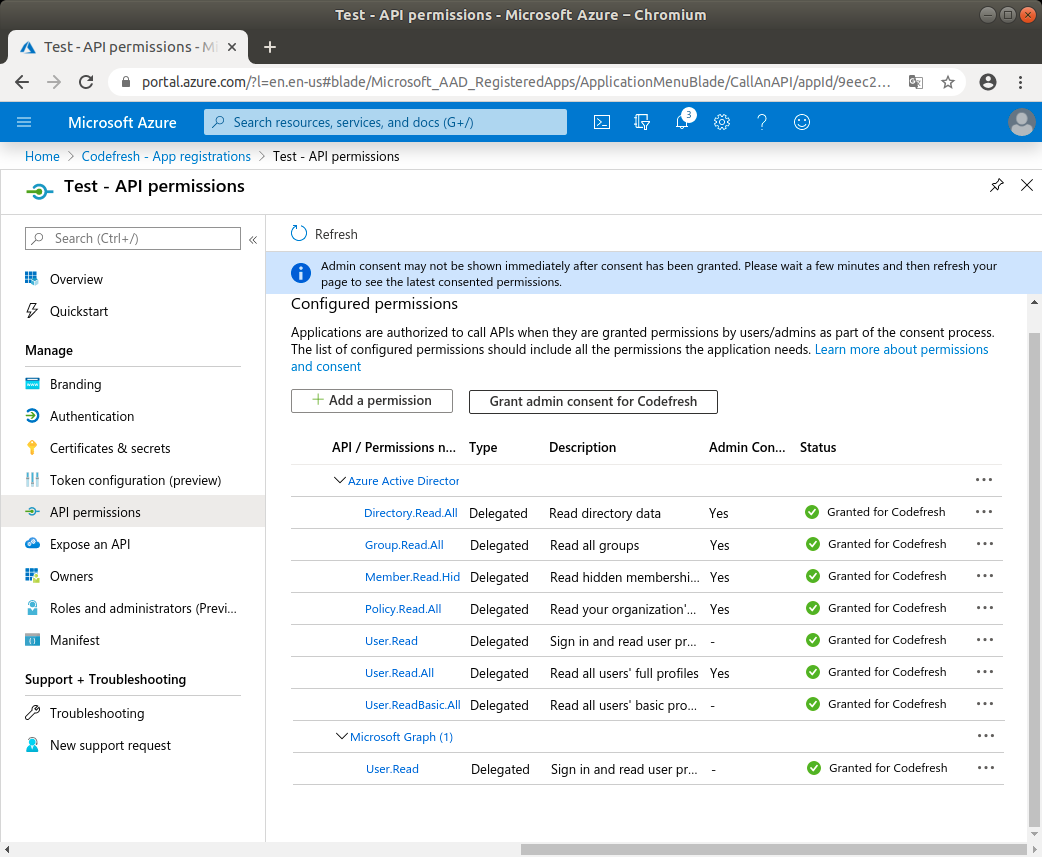 Test - API permissions - Microsoft Azure – Chromium
Test - API permissions - Mi
portal.azure.com/?l=en.en-us#blade/Microsoft_AAD_RegisteredApps/ApplicationMenuBlade/CallAnAPI/appId/9eec2...
Microsoft Azure
Search resources, services, and docs (G+/)
3
Home > Codefresh - App registrations > Test - API permissions
Test - API permissions
Search (Ctrl+/)
«
Overview
Quickstart
Manage
Branding
Authentication
Certificates & secrets
Token configuration (preview)
API permissions
Expose an API
Owners
Roles and administrators (Previ...
Manifest
Support + Troubleshooting
Troubleshooting
New support request
Refresh
Admin consent may not be shown immediately after consent has been granted. Please wait a few minutes and then refresh your
page to see the latest consented permissions.
Configured permissions
Applications are authorized to call APIs when they are granted permissions by users/admins as part of the consent process.
The list of configured permissions should include all the permissions the application needs. Learn more about permissions
and consent
+ Add a permission
Grant admin consent for Codefresh
API / Permissions n... Type Description Admin Con... Status
Azure Active Director ...
Directory.Read.All Delegated Read directory data Yes Granted for Codefresh ...
Group.Read.All Delegated Read all groups Yes Granted for Codefresh ...
Member.Read.Hid Delegated Read hidden membershi... Yes Granted for Codefresh ...
Policy.Read.All Delegated Read your organization'... Yes Granted for Codefresh ...
User.Read Delegated Sign in and read user pr... - Granted for Codefresh ...
User.Read.All Delegated Read all users' full profiles Yes Granted for Codefresh ...
User.ReadBasic.All Delegated Read all users' basic pro... - Granted for Codefresh ...
Microsoft Graph (1) ...
User.Read Delegated Sign in and read user pr... - Granted for Codefresh ...